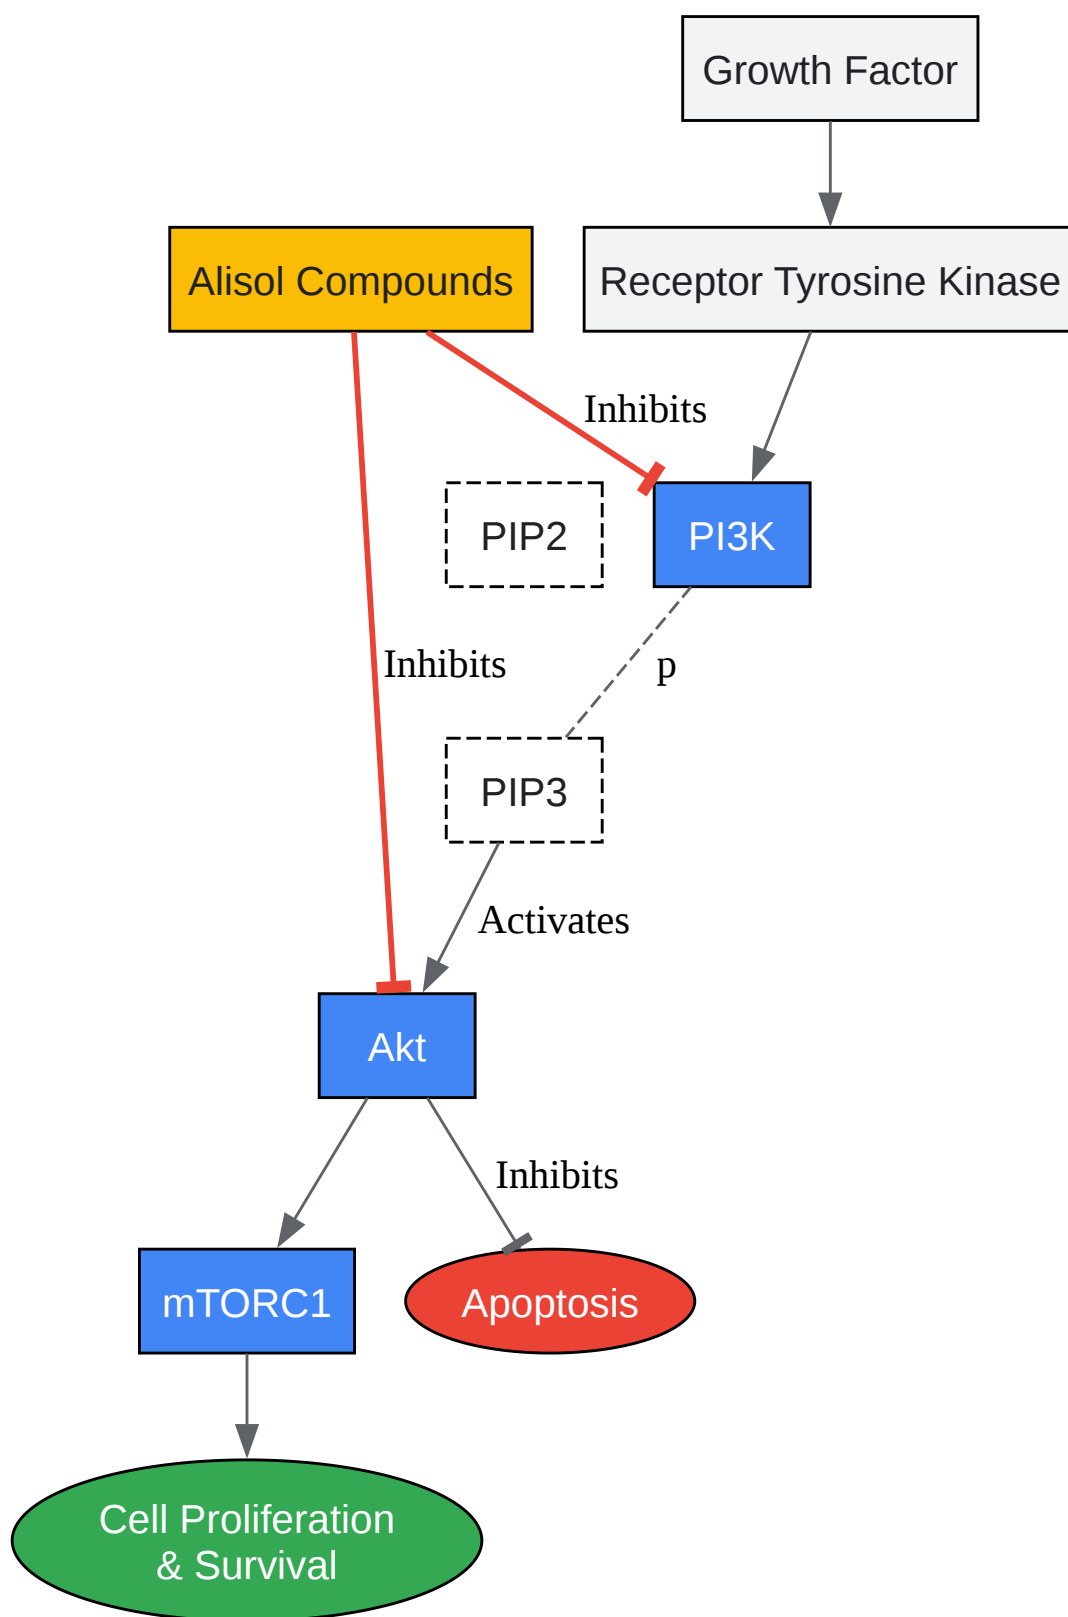 Growth Factor
Alisol Compounds
Receptor Tyrosine Kinase
Inhibits
PIP2
PI3K
Inhibits
p
PIP3
Activates
Akt
Inhibits
mTORC1
Apoptosis
Cell Proliferation
& Survival